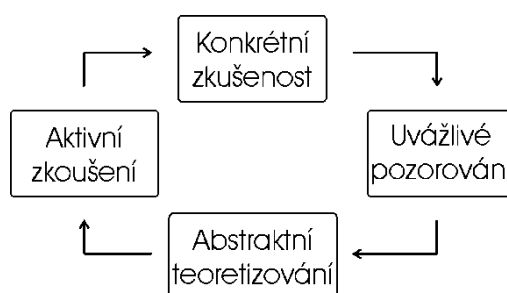 Konkrétní
zkušenost
Uvážlivé
pozorován
Abstraktní
teoretizování
Aktivní
zkoušení